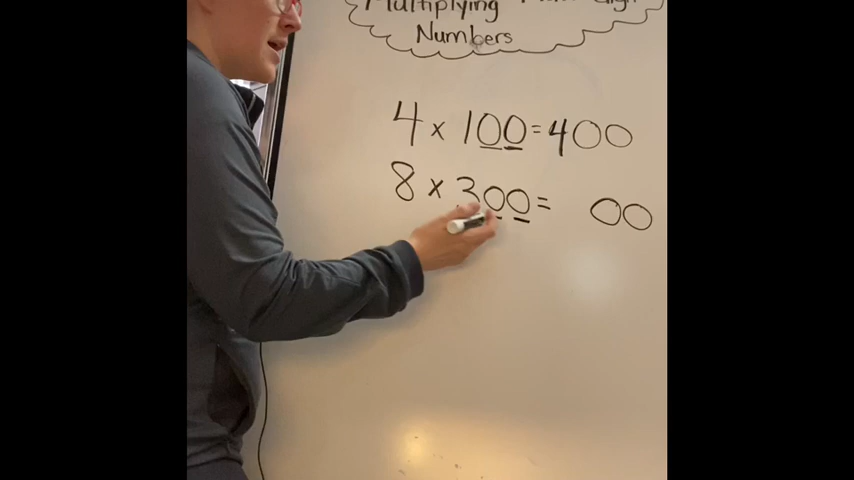 Multiplying
Numbers
4 x 100 = 400
8 x 300 = 00